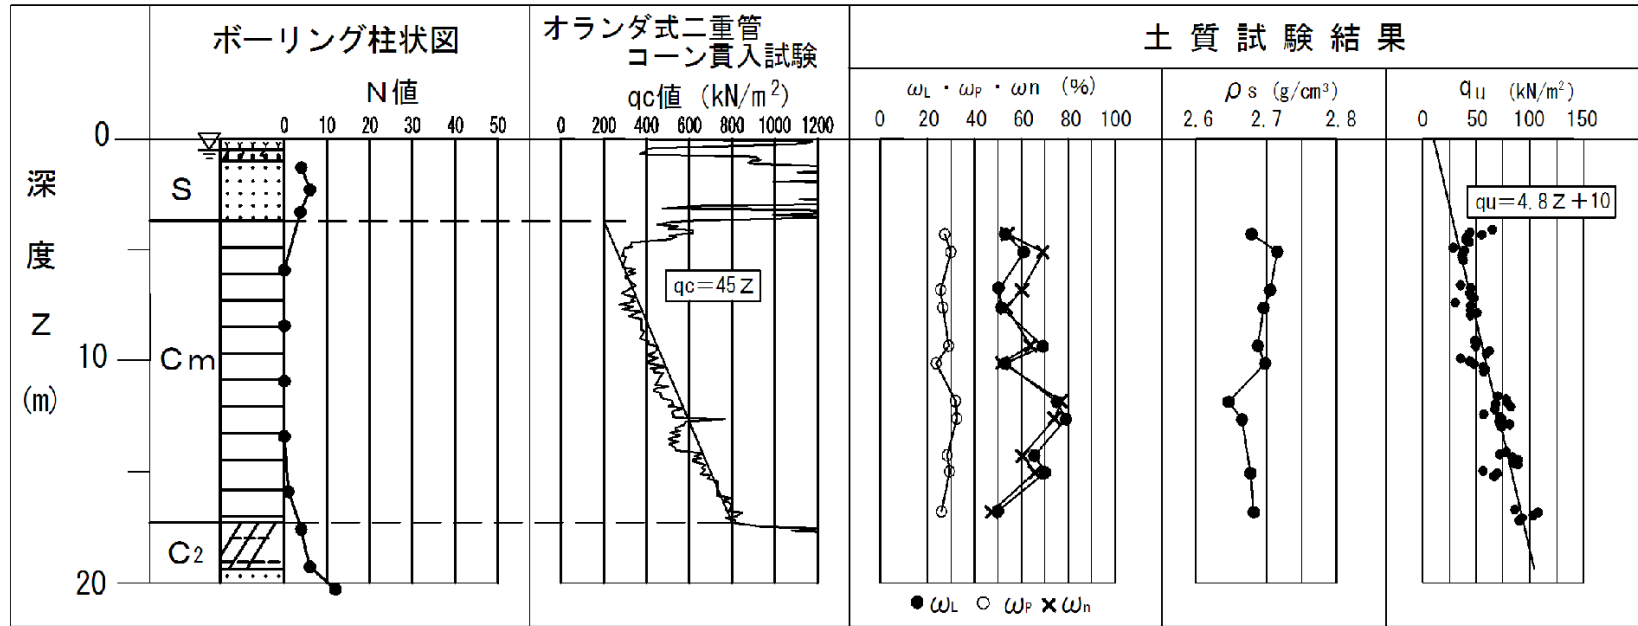 ボーリング柱状図
N値
0 10 20 30 40 50
オランダ式二重管
コーン貫入試験
qc値 (kN/m²)
0 200 400 600 800 1000 1200
土質試験結果
ωL・ωP・ωn (%)
0 20 40 60 80 100
ρs (g/cm³)
2.6 2.7 2.8
qu (kN/m²)
0 50 100 150
深度Z(m)
0
10
20
S
Cm
C2
qc=45Z
qu=4.8Z+10
●ωL ○ωP ×ωn